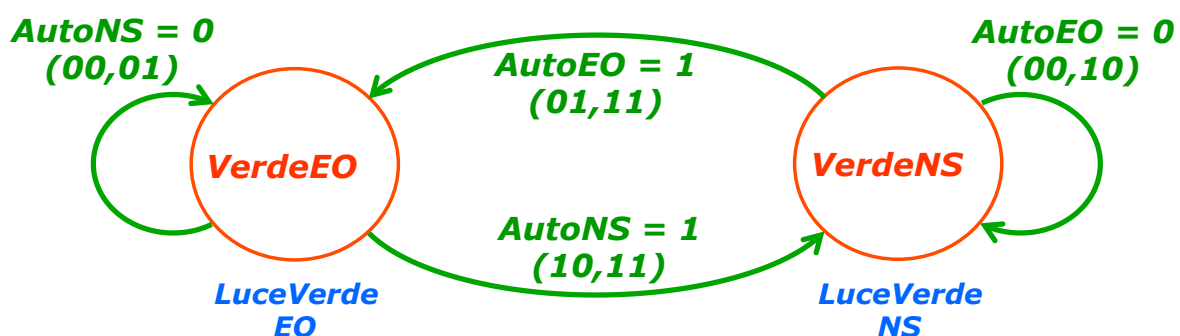 AutoNS = 0
(00,01)
AutoEO = 1
(01,11)
AutoEO = 0
(00,10)
VerdeEO
VerdeNS
AutoNS = 1
(10,11)
LuceVerde
EO
LuceVerde
NS